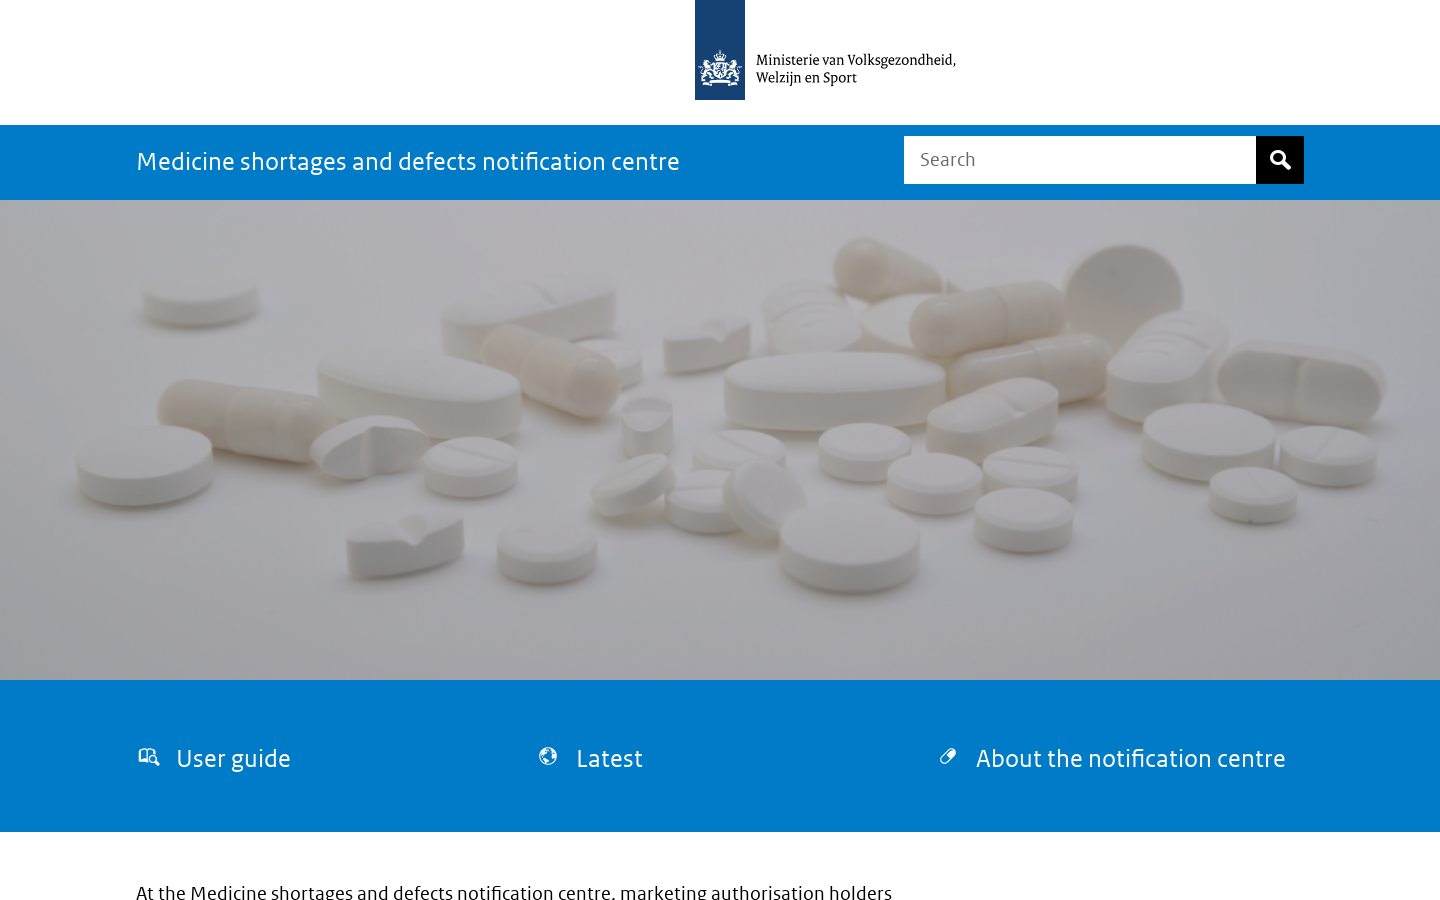 Ministerie van Volksgezondheid,
Welzijn en Sport
Medicine shortages and defects notification centre
Search
User guide
Latest
About the notification centre
At the Medicine shortages and defects notification centre, marketing authorisation holders